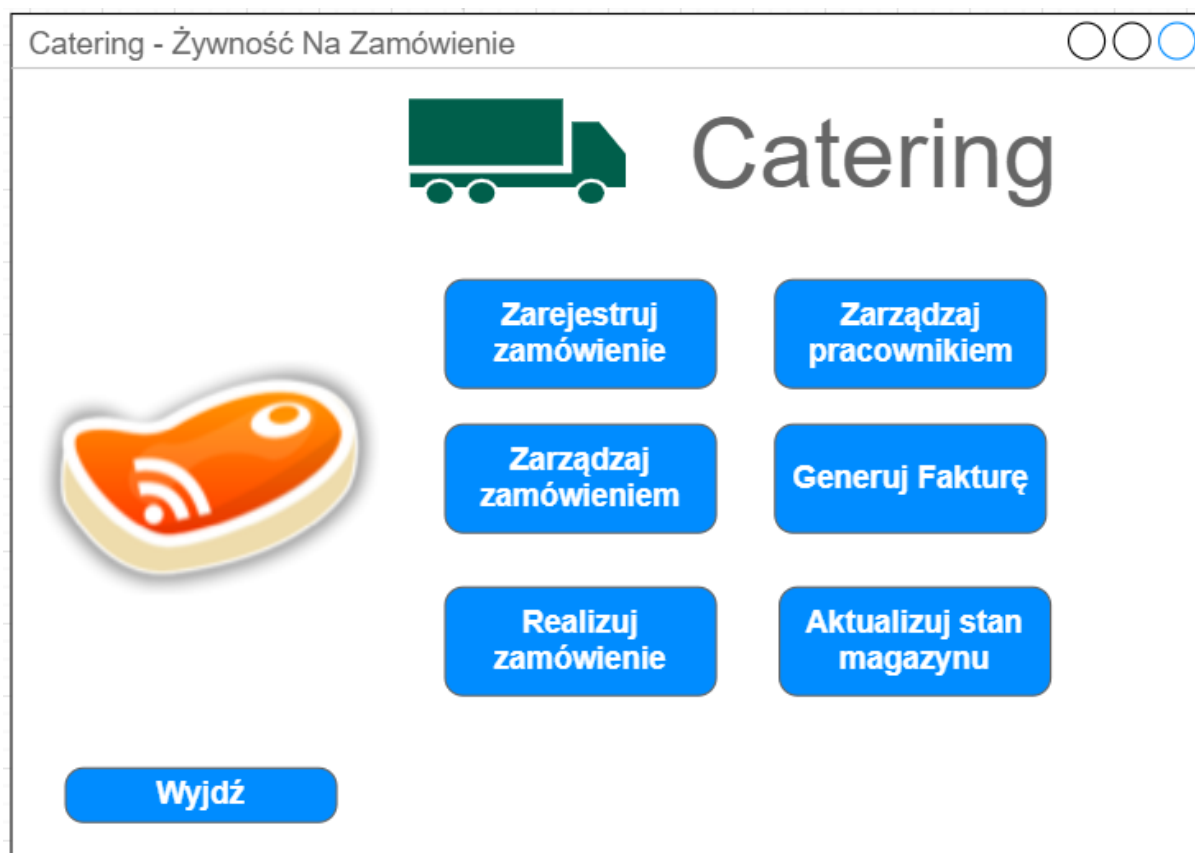 Catering - Żywność Na Zamówienie
Catering
Zarejestruj
zamówienie
Zarządzaj
pracownikiem
Zarządzaj
zamówieniem
Generuj Fakturę
Realizuj
zamówienie
Aktualizuj stan
magazynu
Wyjdź